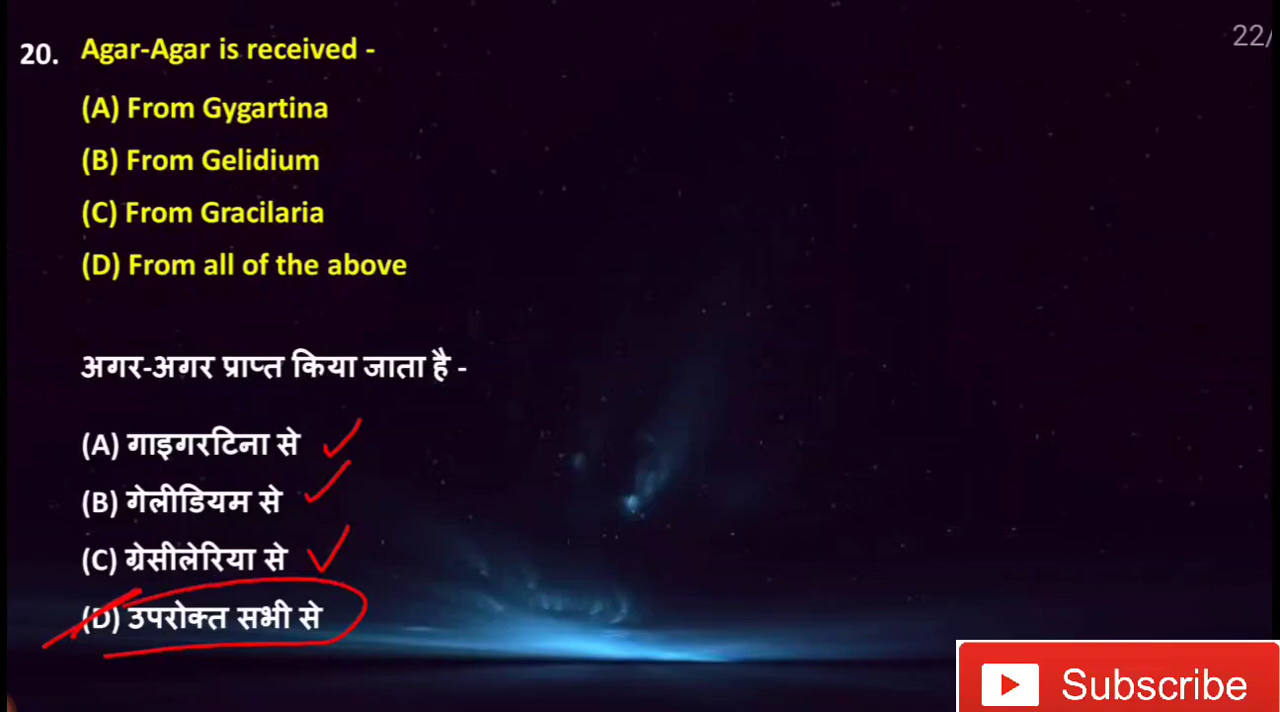 20. Agar-Agar is received -
22/
(A) From Gygartina
(B) From Gelidium
(C) From Gracilaria
(D) From all of the above
अगर-अगर प्राप्त किया जाता है -
(A) गाइगरटिना से
(B) गेलीडियम से
(C) ग्रेसीलेरिया से
(D) उपरोक्त सभी से
Subscribe